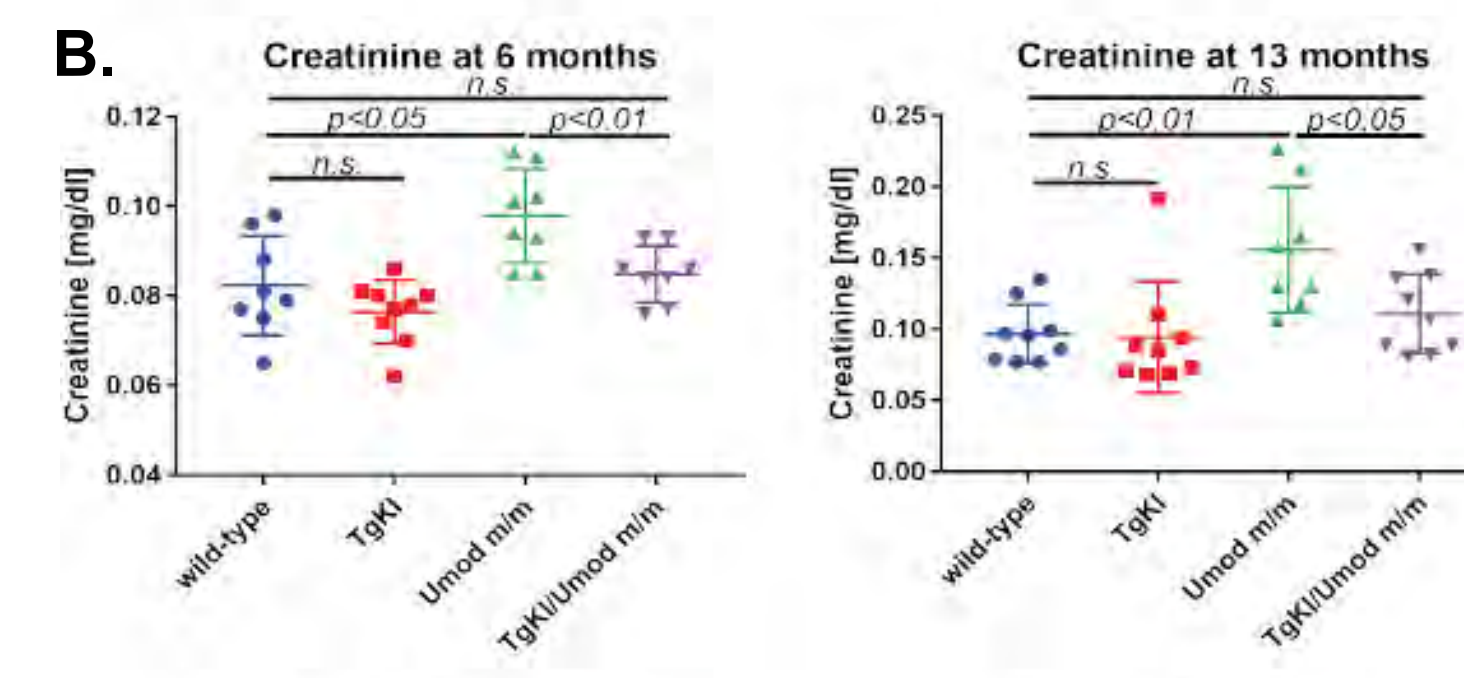 B.
Creatinine at 6 months
n.s.
p<0.05
p<0.01
n.s.
Creatinine [mg/dl]
0.12
0.10
0.08
0.06
0.04
wild-type
TgKI
Umod m/m
TgKI/Umod m/m
Creatinine at 13 months
n.s.
p<0.01
p<0.05
n.s.
Creatinine [mg/dl]
0.25
0.20
0.15
0.10
0.05
0.00
wild-type
TgKI
Umod m/m
TgKI/Umod m/m